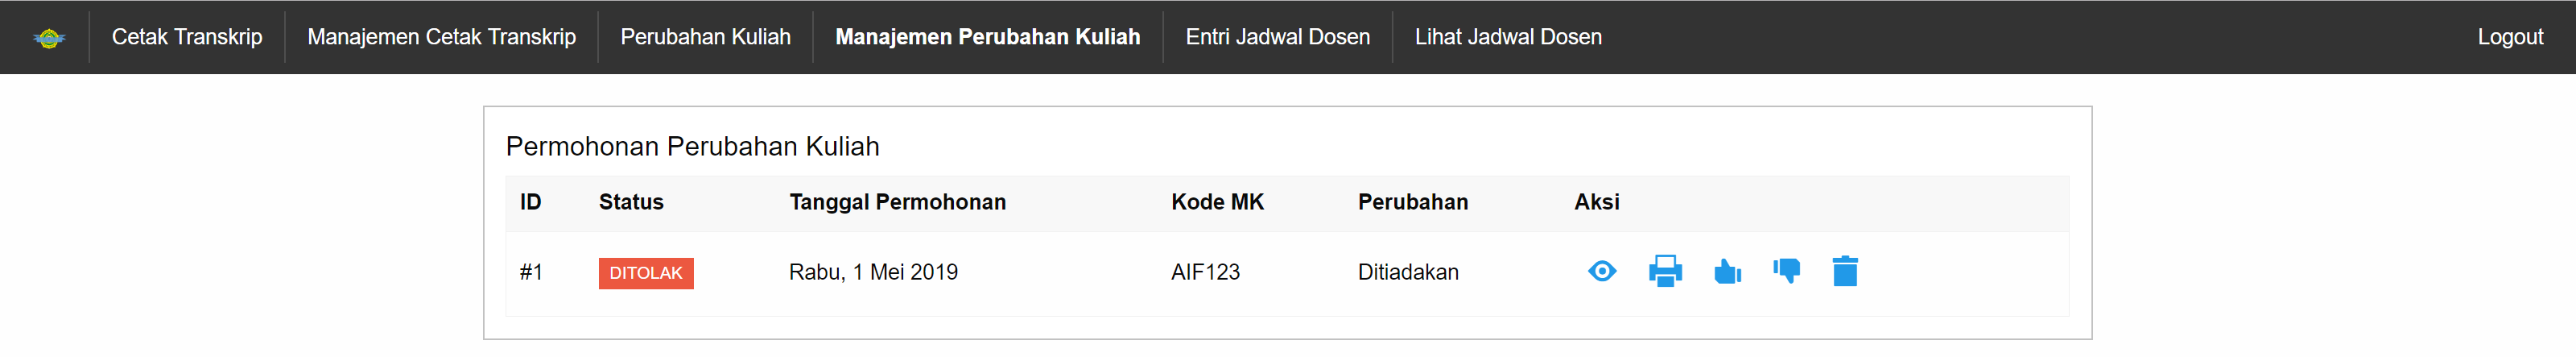 Cetak Transkrip Manajemen Cetak Transkrip Perubahan Kuliah Manajemen Perubahan Kuliah Entri Jadwal Dosen Lihat Jadwal Dosen Logout
Permohonan Perubahan Kuliah
ID Status Tanggal Permohonan Kode MK Perubahan Aksi
#1 DITOLAK Rabu, 1 Mei 2019 AIF123 Ditiadakan